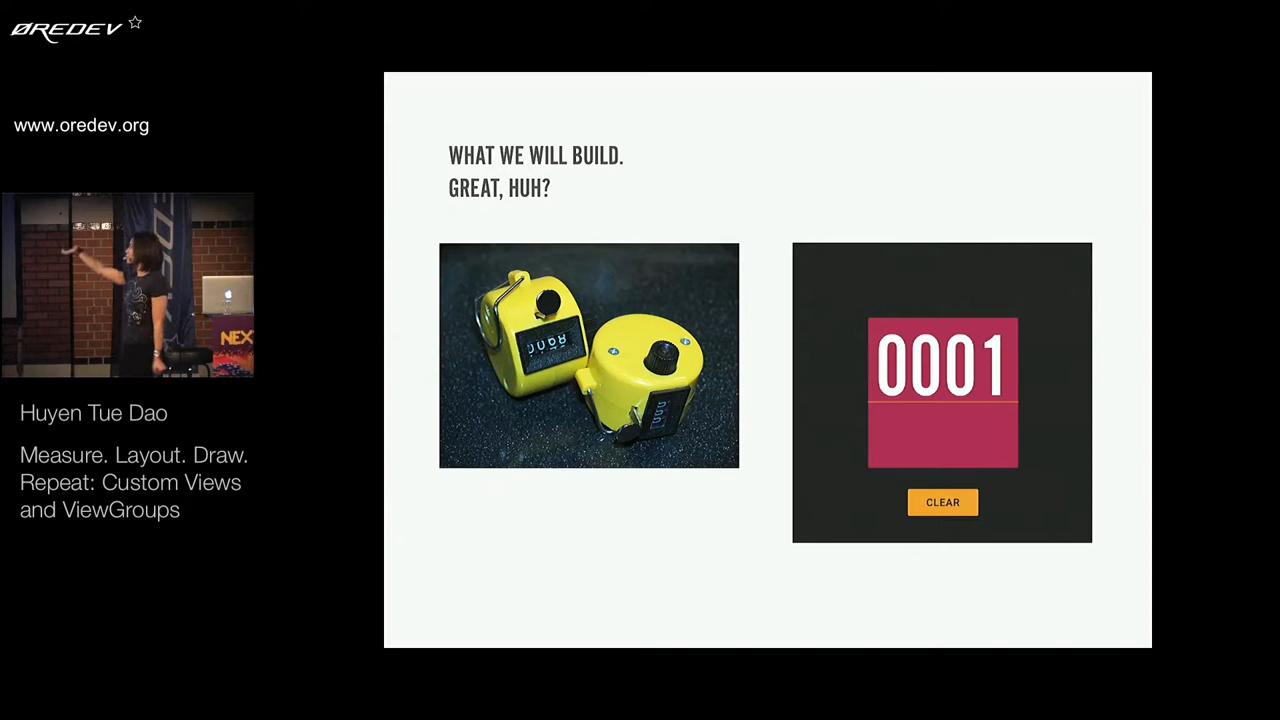 ØREDEV
www.oredev.org
WHAT WE WILL BUILD.
GREAT, HUH?
0001
CLEAR
NEX
Huyen Tue Dao
Measure. Layout. Draw.
Repeat: Custom Views
and ViewGroups